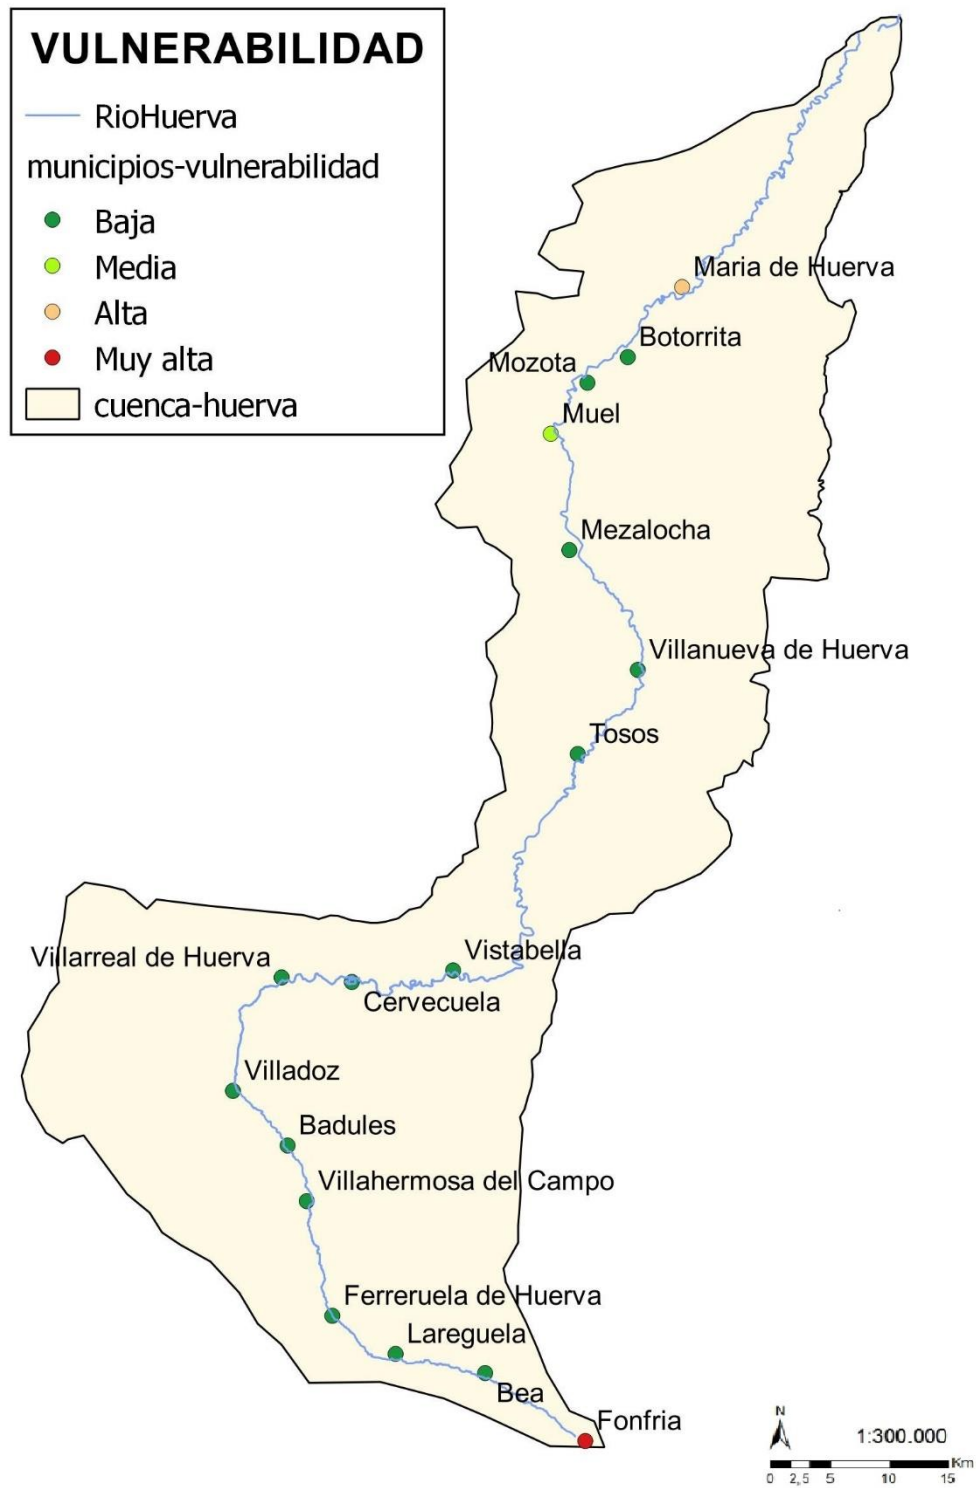 VULNERABILIDAD
RioHuerva
municipios-vulnerabilidad
Baja
Media
Alta
Muy alta
cuenca-huerva
Maria de Huerva
Botorrita
Mozota
Muel
Mezalocha
Villanueva de Huerva
Tosos
Vistabella
Villarreal de Huerva
Cervecuela
Villadoz
Badules
Villahermosa del Campo
Ferreruela de Huerva
Lareguela
Bea
Fonfria
N
1:300.000
Km
0 2,5 5 10 15